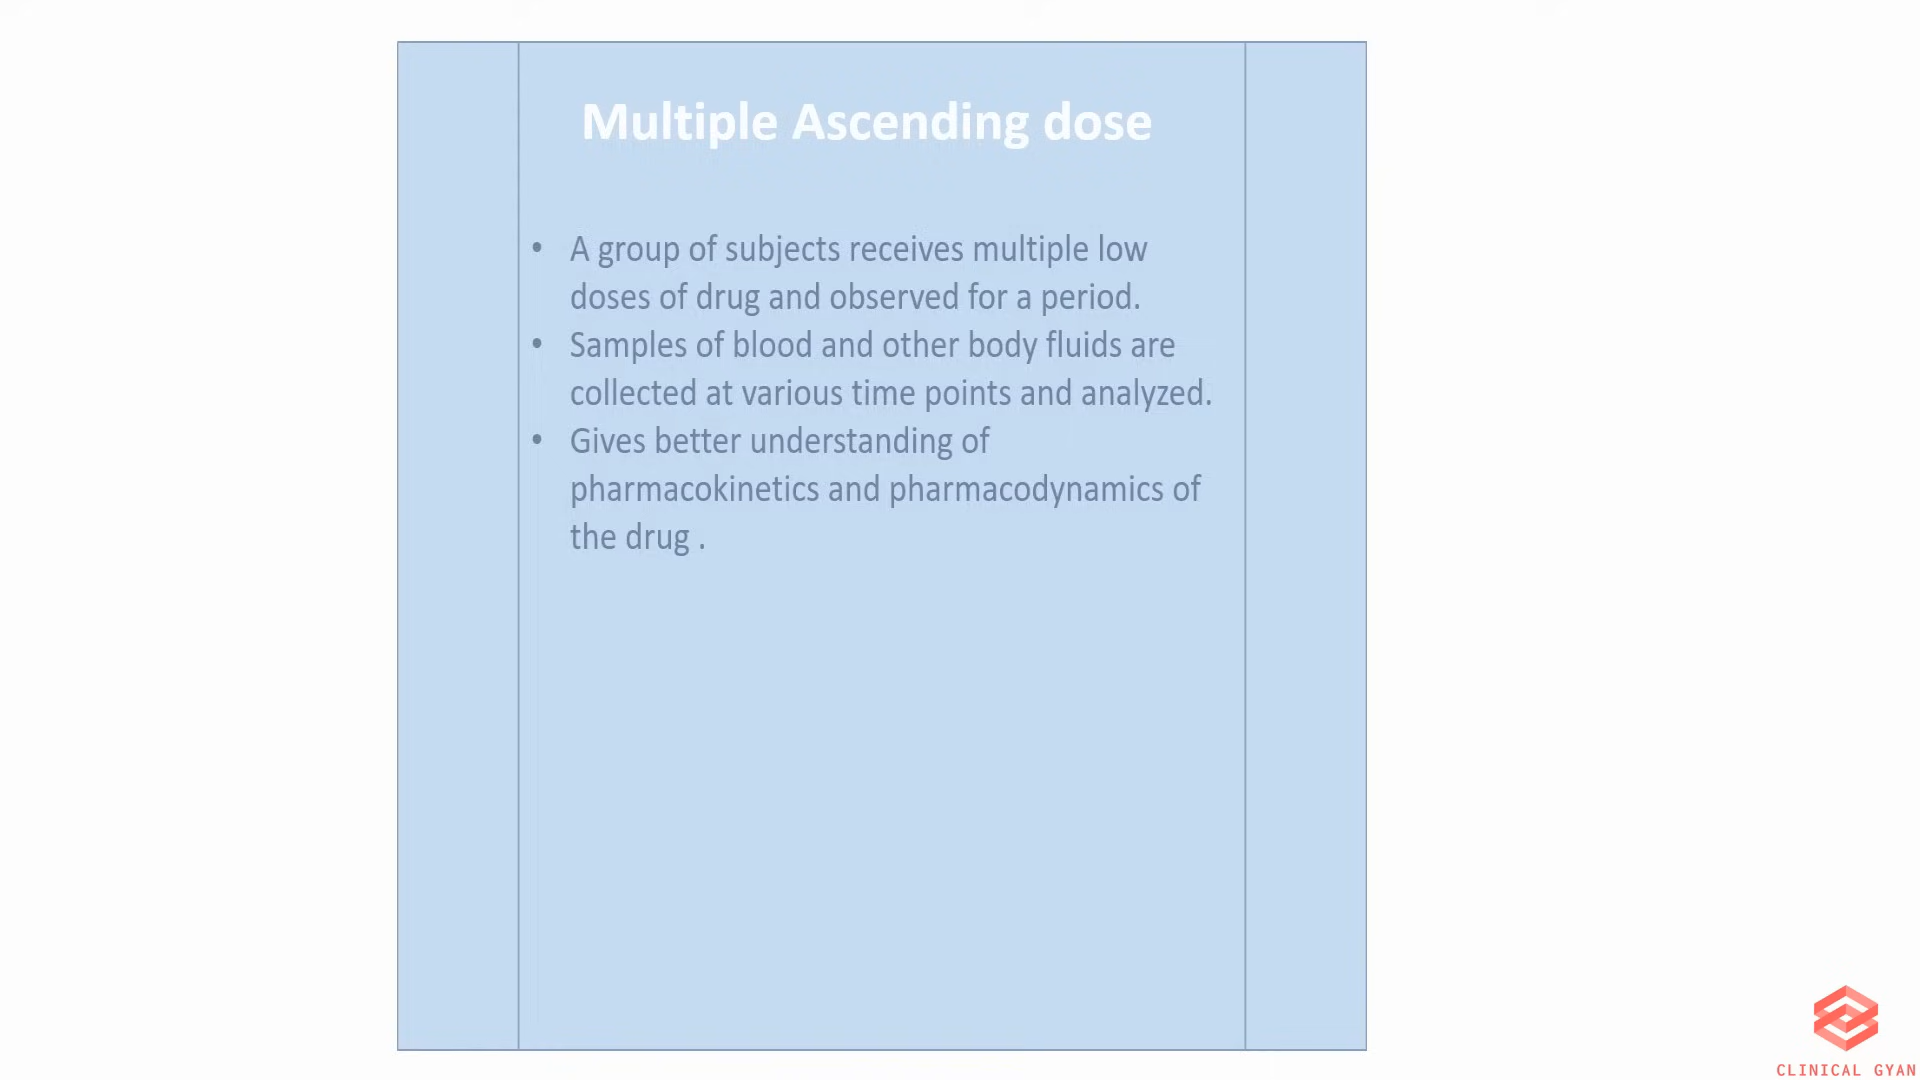 Multiple Ascending dose
• A group of subjects receives multiple low
doses of drug and observed for a period.
• Samples of blood and other body fluids are
collected at various time points and analyzed.
• Gives better understanding of
pharmacokinetics and pharmacodynamics of
the drug .
CLINICAL GYAN